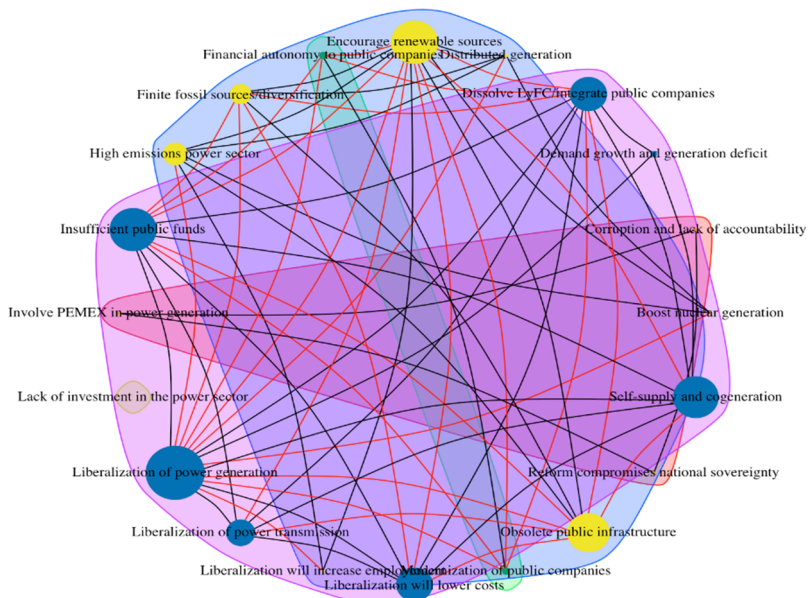 Encourage renewable sources
Financial autonomy to public companies
Distributed generation
Finite fossil sources/diversification
Dissolve LyFC/integrate public companies
High emissions power sector
Demand growth and generation deficit
Insufficient public funds
Corruption and lack of accountability
Involve PEMEX in power generation
Boost nuclear generation
Lack of investment in the power sector
Self-supply and cogeneration
Liberalization of power generation
Reform compromises national sovereignty
Liberalization of power transmission
Obsolete public infrastructure
Liberalization will increase employment
Modernization of public companies
Liberalization will lower costs